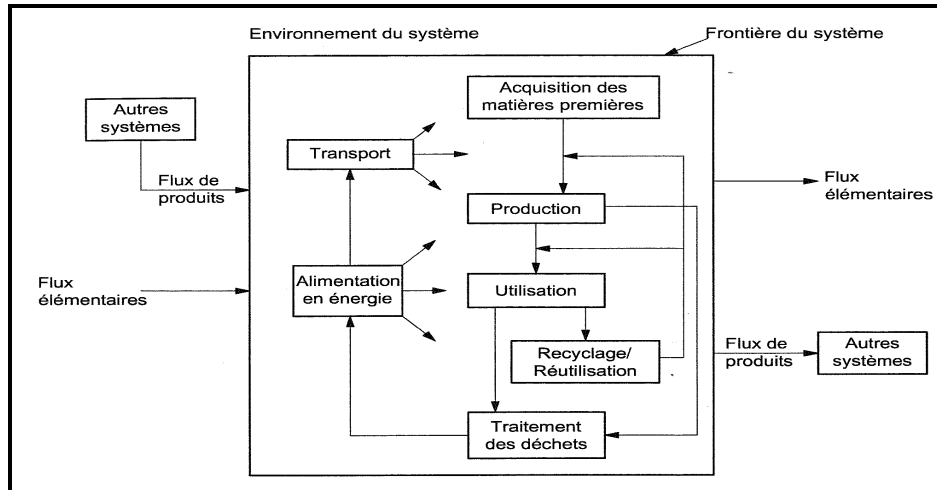 Environnement du système
Frontière du système
Acquisition des
matières premières
Autres
systèmes
Transport
Flux de
produits
Flux
élémentaires
Production
Flux
élémentaires
Alimentation
en énergie
Utilisation
Recyclage/
Réutilisation
Flux de
produits
Autres
systèmes
Traitement
des déchets